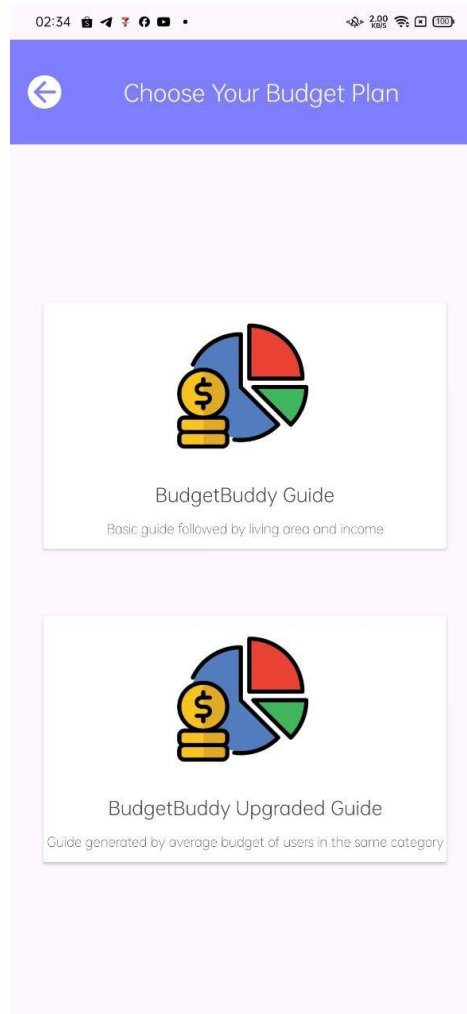 02:34
2.00
KB/S
100
Choose Your Budget Plan
$
BudgetBuddy Guide
Basic guide followed by living area and income
$
BudgetBuddy Upgraded Guide
Guide generated by average budget of users in the same category